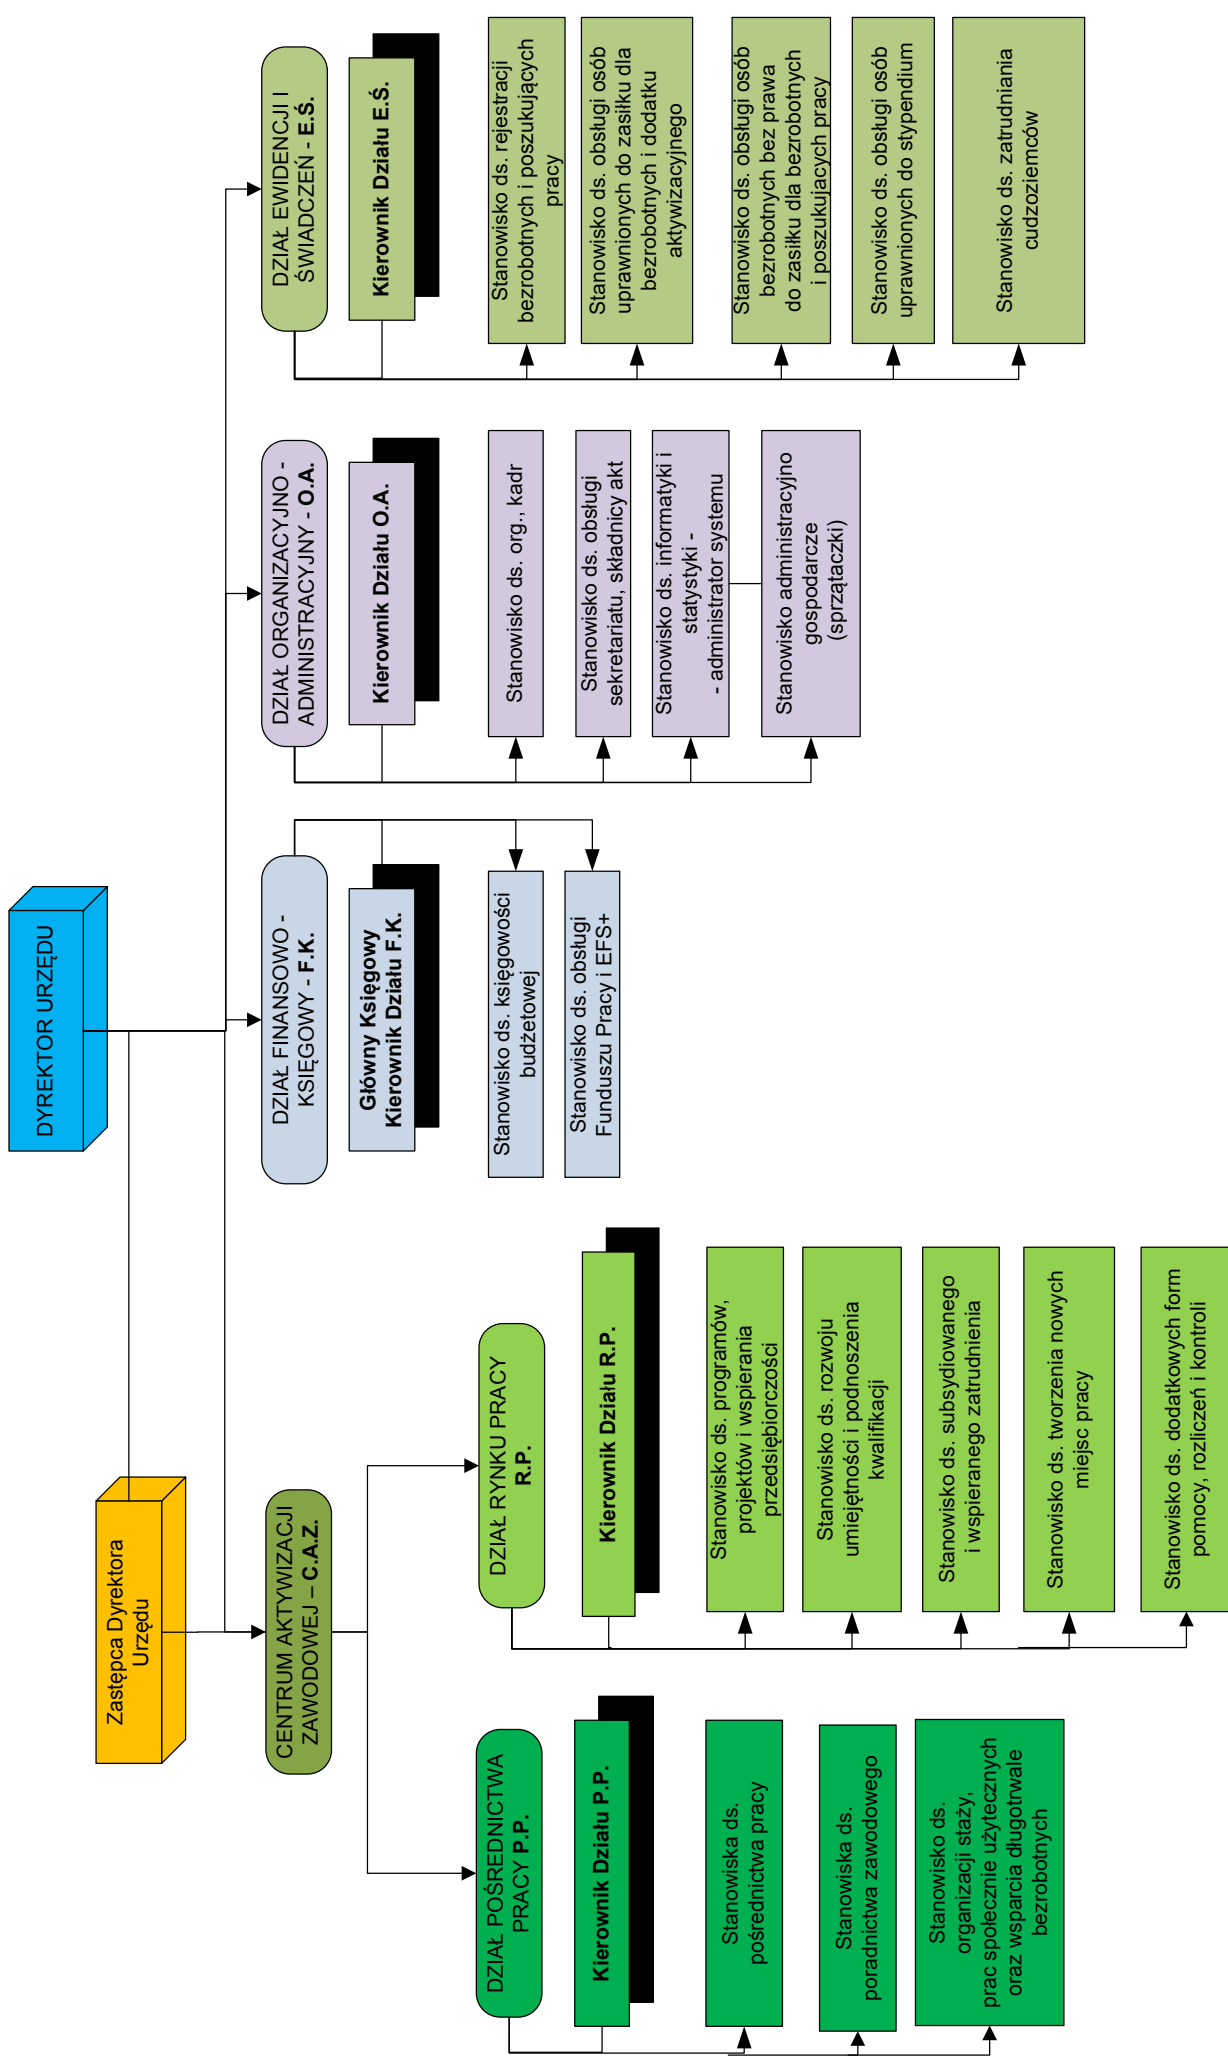 DYREKTOR URZĘDU
Zastępca Dyrektora
Urzędu
CENTRUM AKTYWIZACJI
ZAWODOWEJ – C.A.Z.
DZIAŁ POŚREDNICTWA
PRACY P.P.
Kierownik Działu P.P.
Stanowiska ds.
pośrednictwa pracy
Stanowiska ds.
poradnictwa zawodowego
Stanowisko ds.
organizacji staży,
prac społecznie użytecznych
oraz wsparcia długotrwale
bezrobotnych
DZIAŁ RYNKU PRACY
R.P.
Kierownik Działu R.P.
Stanowisko ds. programów,
projektów i wspierania
przedsiębiorczości
Stanowisko ds. rozwoju
umiejętności i podnoszenia
kwalifikacji
Stanowisko ds. subsydiowanego
i wspieranego zatrudnienia
Stanowisko ds. tworzenia nowych
miejsc pracy
Stanowisko ds. dodatkowych form
pomocy, rozliczeń i kontroli
DZIAŁ FINANSOWO -
KSIĘGOWY - F.K.
Główny Księgowy
Kierownik Działu F.K.
Stanowisko ds. księgowości
budżetowej
Stanowisko ds. obsługi
Funduszu Pracy i EFS+
DZIAŁ ORGANIZACYJNO -
ADMINISTRACYJNY - O.A.
Kierownik Działu O.A.
Stanowisko ds. org., kadr
Stanowisko ds. obsługi
sekretariatu, składnicy akt
Stanowisko ds. informatyki i
statystyki -
- administrator systemu
Stanowisko administracyjno
gospodarcze
(sprzątaczki)
DZIAŁ EWIDENCJI I
ŚWIADCZEŃ - E.Ś.
Kierownik Działu E.Ś.
Stanowisko ds. rejestracji
bezrobotnych i poszukujących
pracy
Stanowisko ds. obsługi osób
uprawnionych do zasiłku dla
bezrobotnych i dodatku
aktywizacyjnego
Stanowisko ds. obsługi osób
bezrobotnych bez prawa
do zasiłku dla bezrobotnych
i poszukujacych pracy
Stanowisko ds. obsługi osób
uprawnionych do stypendium
Stanowisko ds. zatrudniania
cudzoziemców